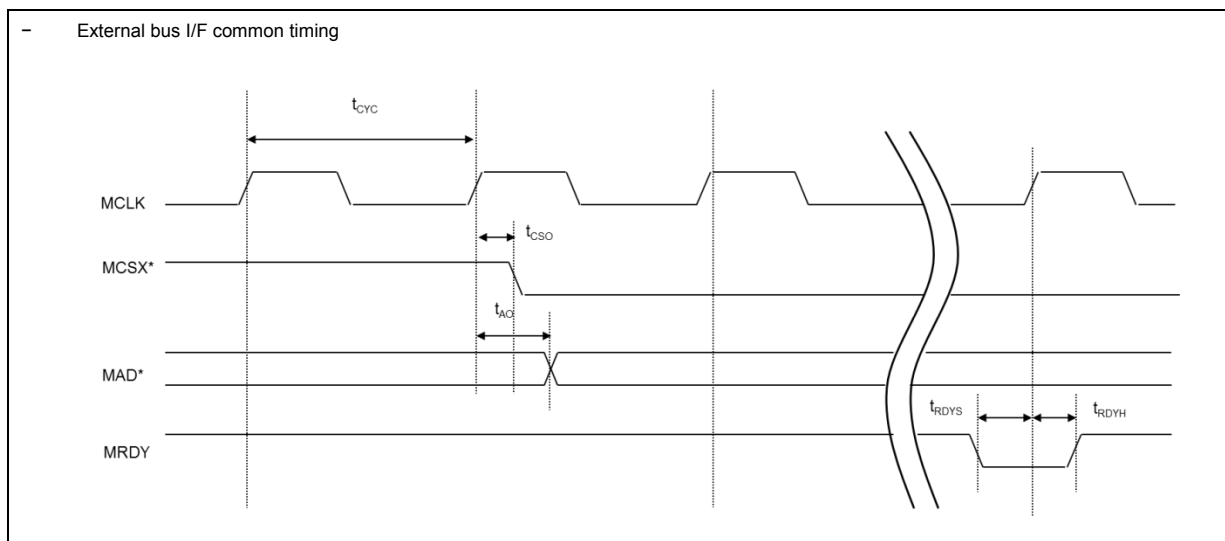 − External bus I/F common timing
tCYC
MCLK
tCSO
MCSX*
tAO
MAD*
tRDYS
tRDYH
MRDY